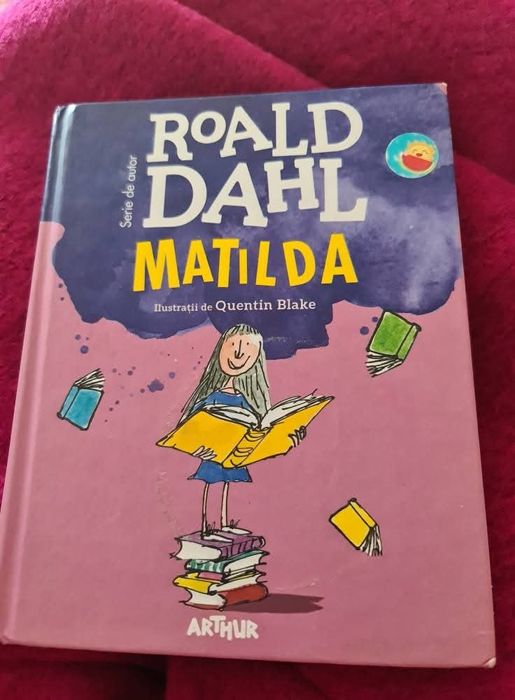 ROALD
DAHL
Serie de autor
MATILDA
Ilustrații de Quentin Blake
ARTHUR